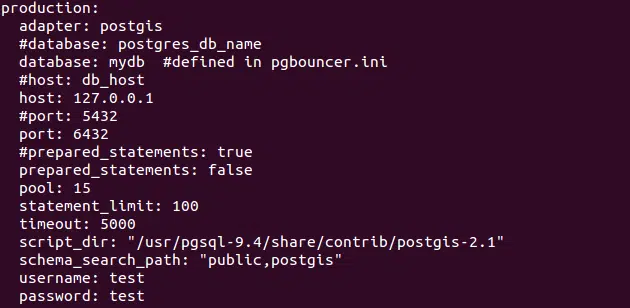 production:
  adapter: postgis
  #database: postgres_db_name
  database: mydb  #defined in pgbouncer.ini
  #host: db_host
  host: 127.0.0.1
  #port: 5432
  port: 6432
  #prepared_statements: true
  prepared_statements: false
  pool: 15
  statement_limit: 100
  timeout: 5000
  script_dir: "/usr/pgsql-9.4/share/contrib/postgis-2.1"
  schema_search_path: "public,postgis"
  username: test
  password: test